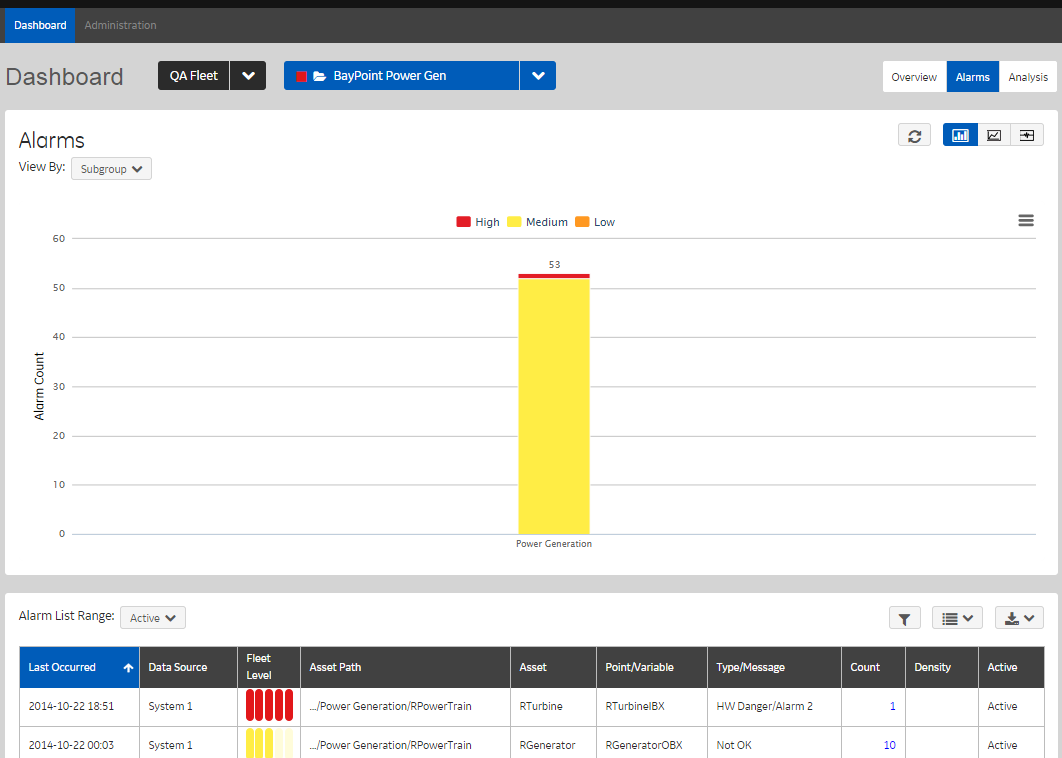 Dashboard Administration
Dashboard QA Fleet BayPoint Power Gen Overview Alarms Analysis
Alarms
View By: Subgroup
High Medium Low
60
53
50
40
30
20
10
0
Alarm Count
Power Generation
Alarm List Range: Active
Last Occurred Data Source Fleet Level Asset Path Asset Point/Variable Type/Message Count Density Active
2014-10-22 18:51 System 1 .../Power Generation/RPowerTrain RTurbine RTurbineIBX HW Danger/Alarm 2 1 Active
2014-10-22 00:03 System 1 .../Power Generation/RPowerTrain RGenerator RGeneratorOBX Not OK 10 Active